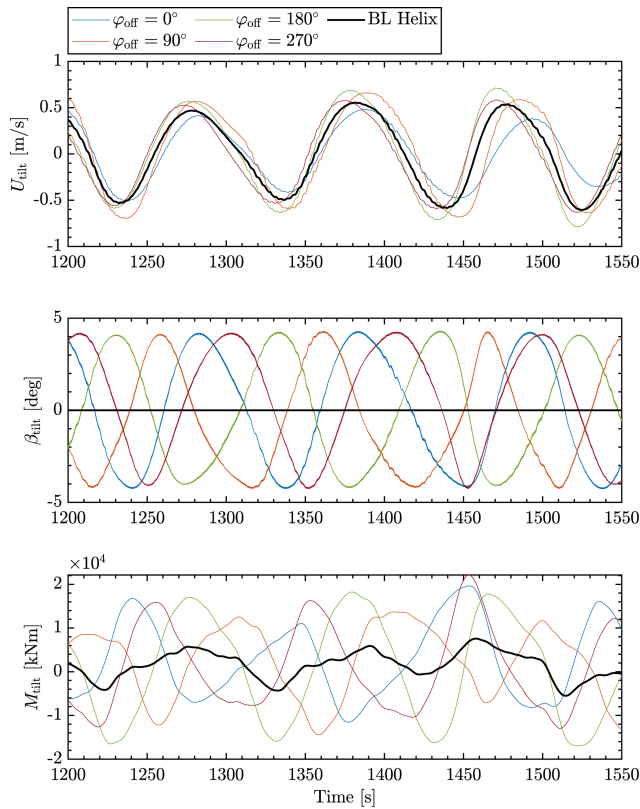 φoff = 0° φoff = 180° BL Helix
φoff = 90° φoff = 270°
1
0.5
0
-0.5
-1
Utilt [m/s]
1200 1250 1300 1350 1400 1450 1500 1550
5
0
-5
βtilt [deg]
1200 1250 1300 1350 1400 1450 1500 1550
×10⁴
2
1
0
-1
-2
Mtilt [kNm]
1200 1250 1300 1350 1400 1450 1500 1550
Time [s]